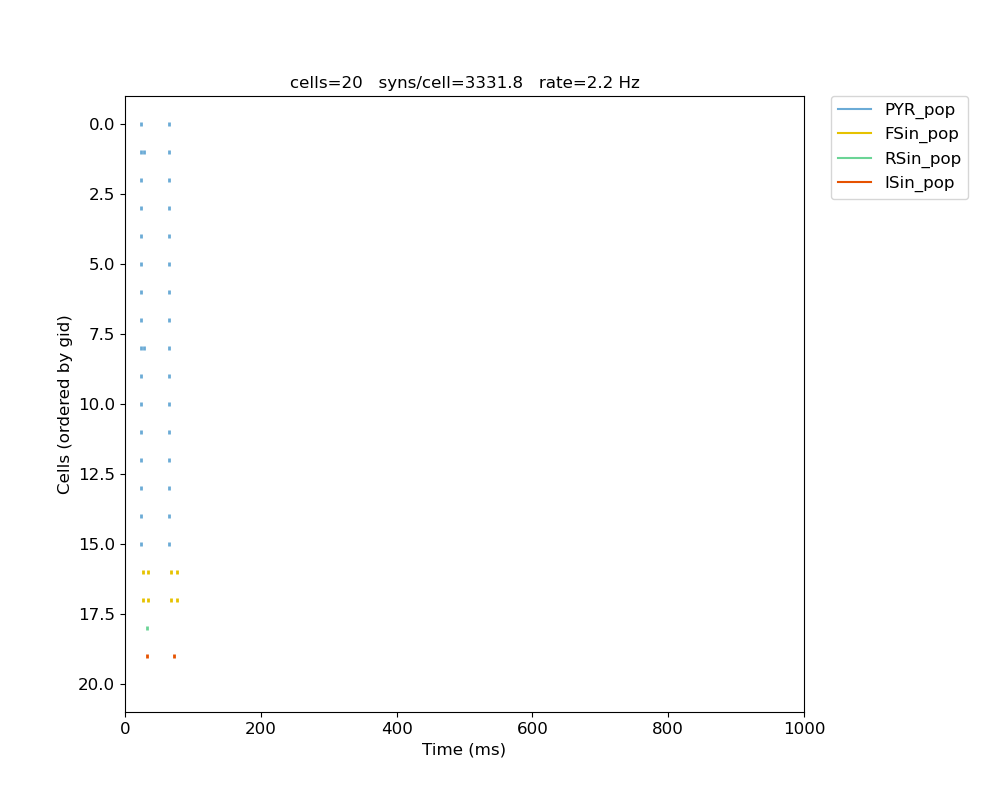 cells=20   syns/cell=3331.8   rate=2.2 Hz
PYR_pop
FSin_pop
RSin_pop
ISin_pop
Cells (ordered by gid)
0.0
2.5
5.0
7.5
10.0
12.5
15.0
17.5
20.0
0 200 400 600 800 1000
Time (ms)